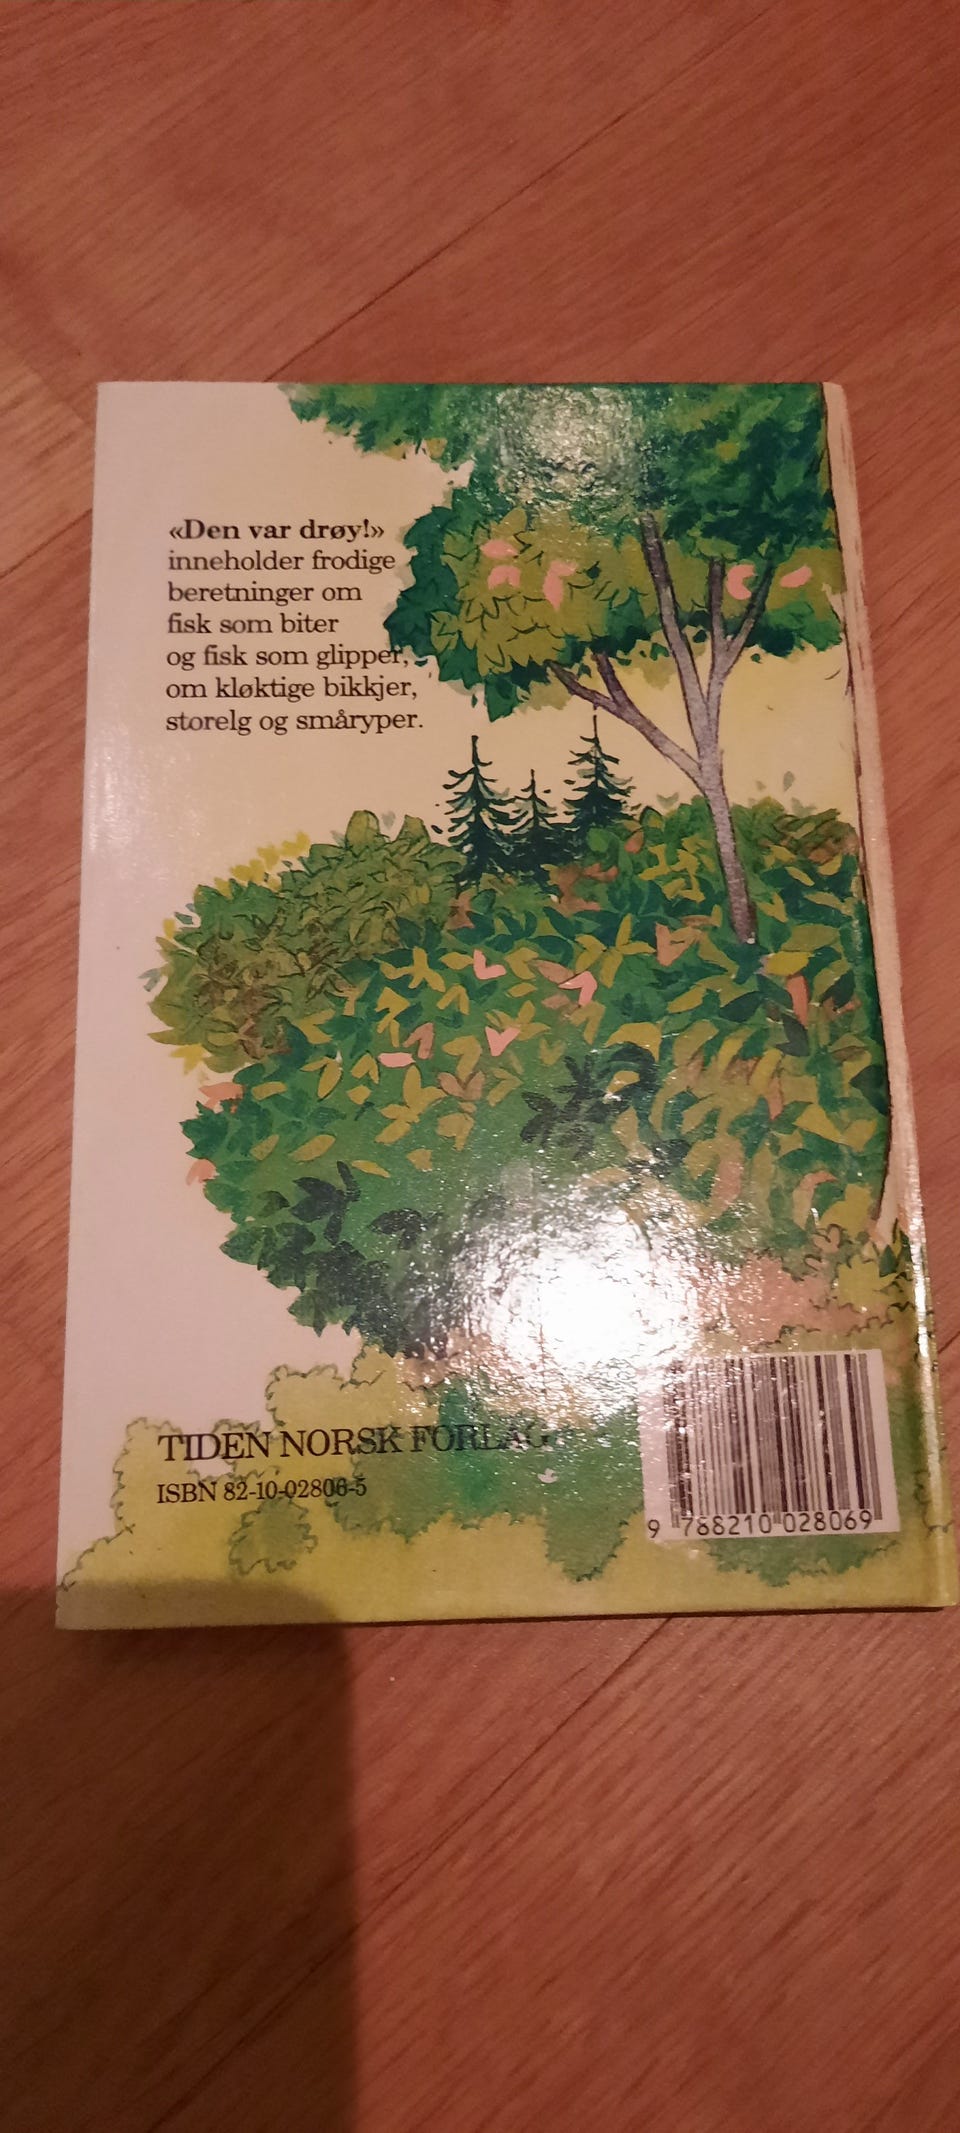 «Den var drøy!»
inneholder frodige
beretninger om
fisk som biter
og fisk som glipper,
om kløktige bikkjer,
storelg og småryper.
TIDEN NORSK FORLAG
ISBN 82-10-02806-5
9 788210 028069